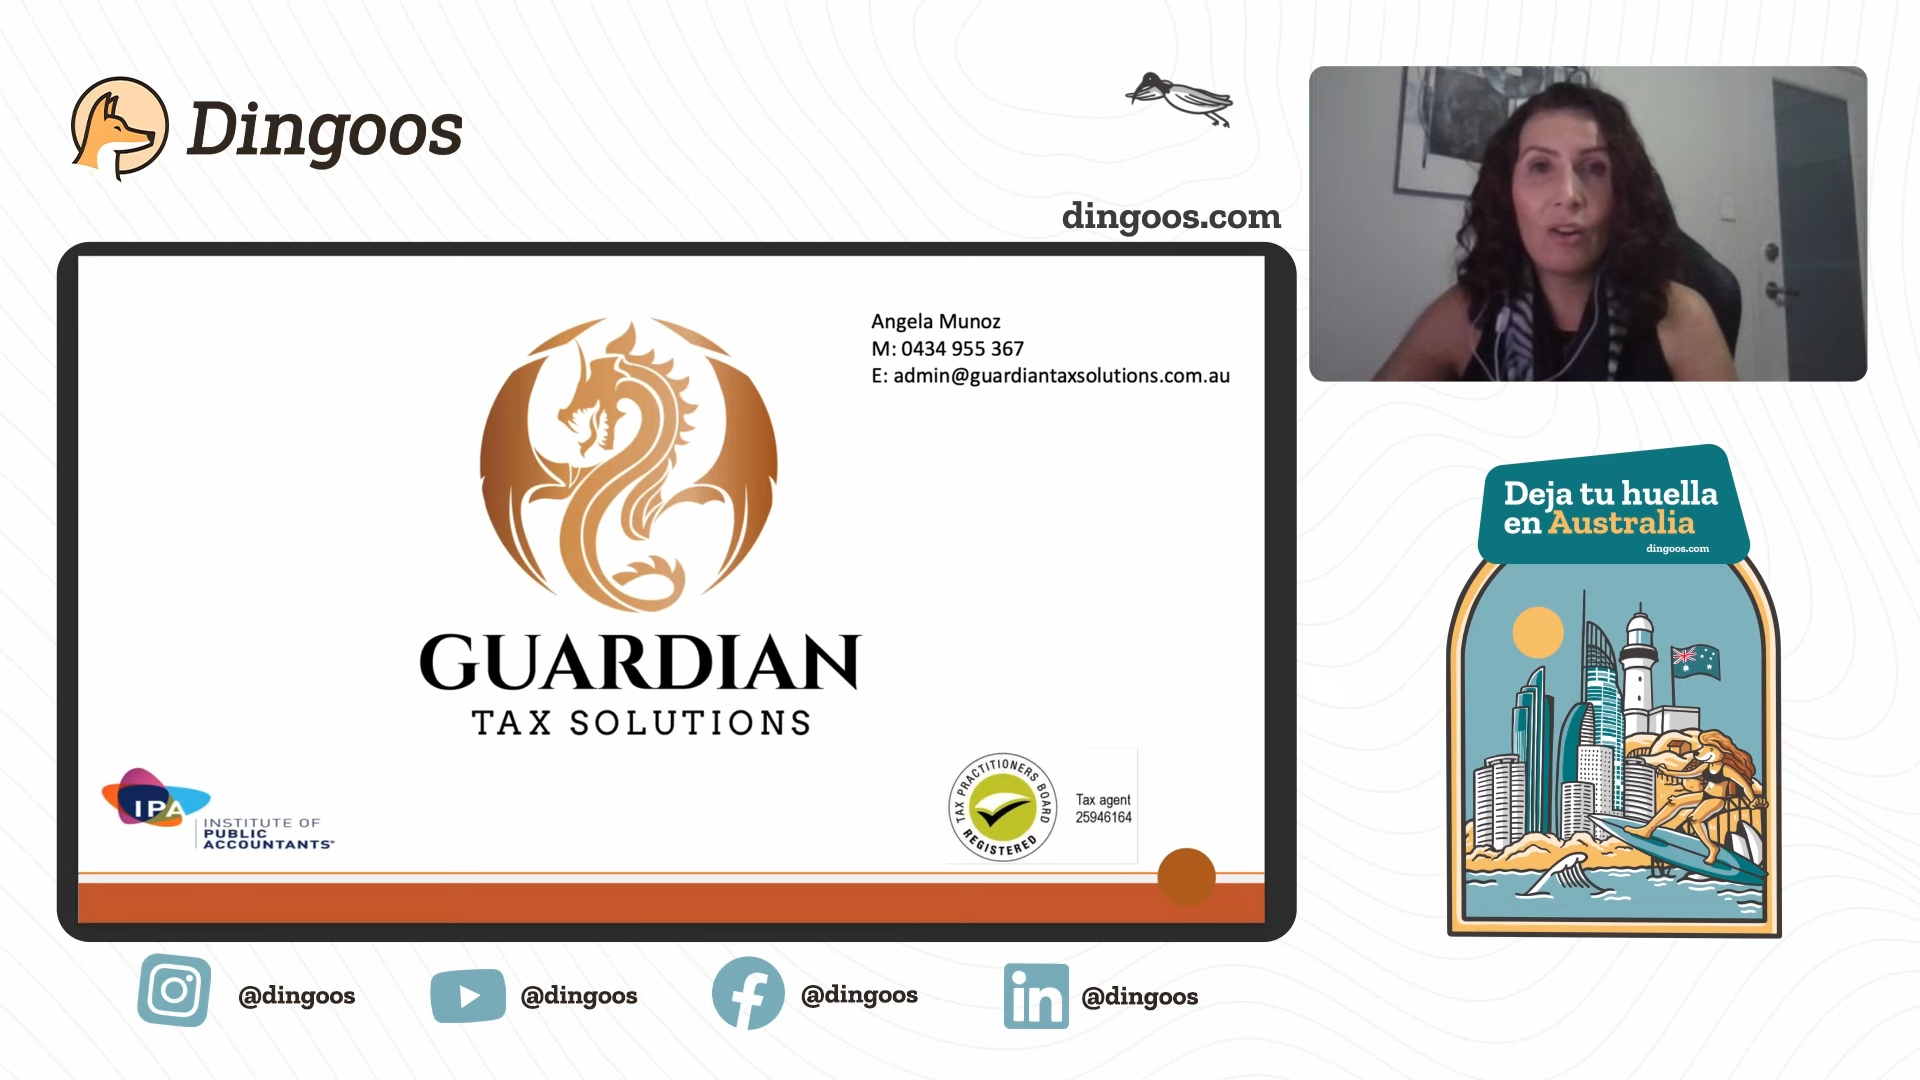 Dingoos
dingoos.com
Angela Munoz
M: 0434 955 367
E: admin@guardiantaxsolutions.com.au
GUARDIAN
TAX SOLUTIONS
IPA
INSTITUTE OF
PUBLIC
ACCOUNTANTS
TAX PRACTITIONERS BOARD
REGISTERED
Tax agent
25946164
Deja tu huella
en Australia
dingoos.com
@dingoos
@dingoos
@dingoos
in
@dingoos